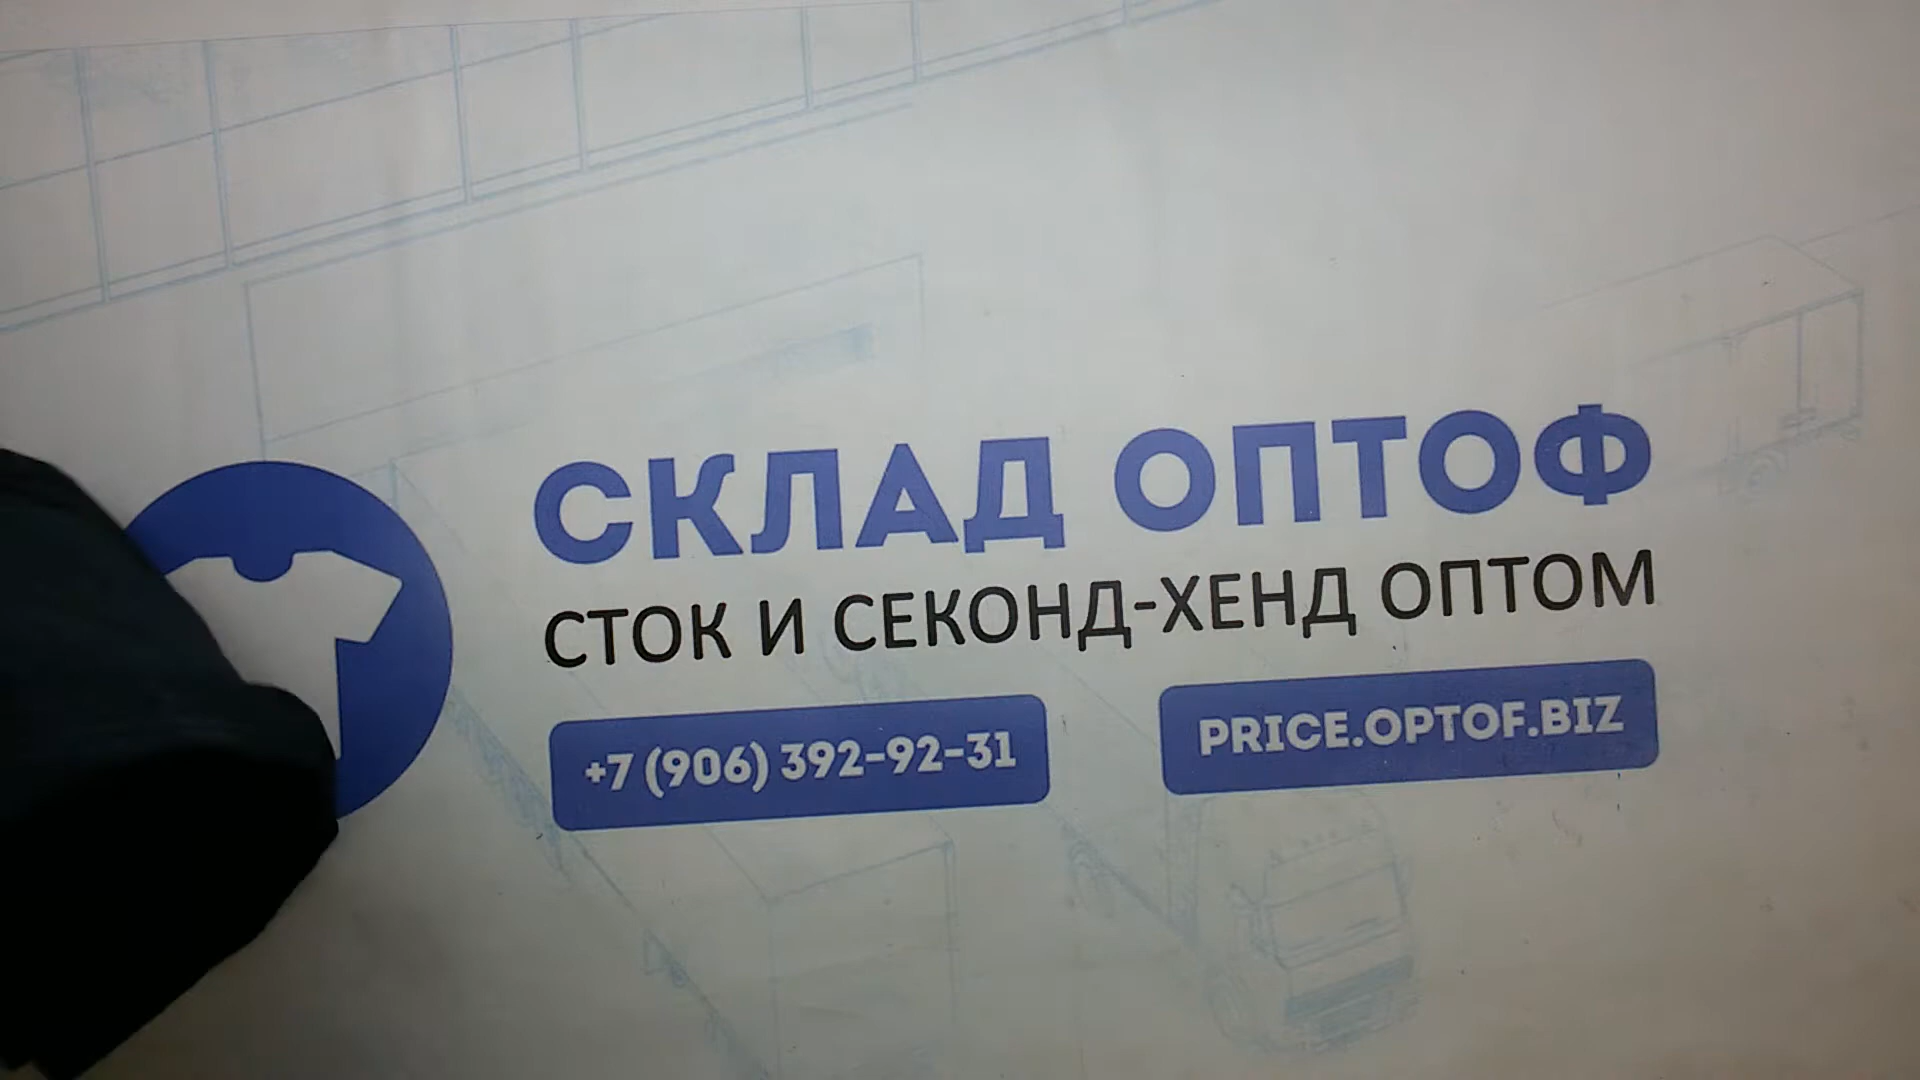 СКЛАД ОПТОФ
СТОК И СЕКОНД-ХЕНД ОПТОМ
+7 (906) 392-92-31
PRICE.OPTOF.BIZ